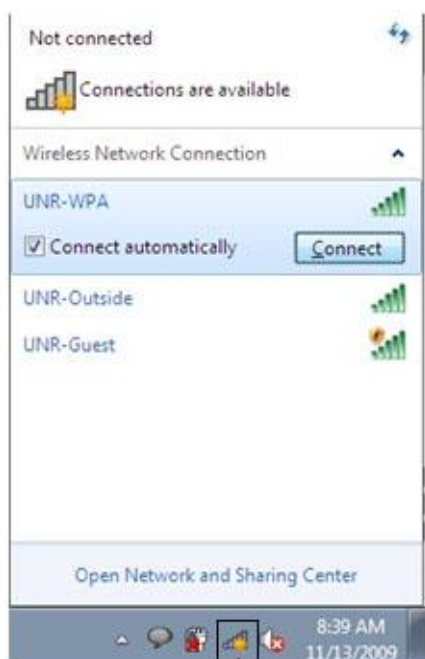 Not connected
Connections are available
Wireless Network Connection
UNR-WPA
Connect automatically
Connect
UNR-Outside
UNR-Guest
Open Network and Sharing Center
8:39 AM
11/13/2009